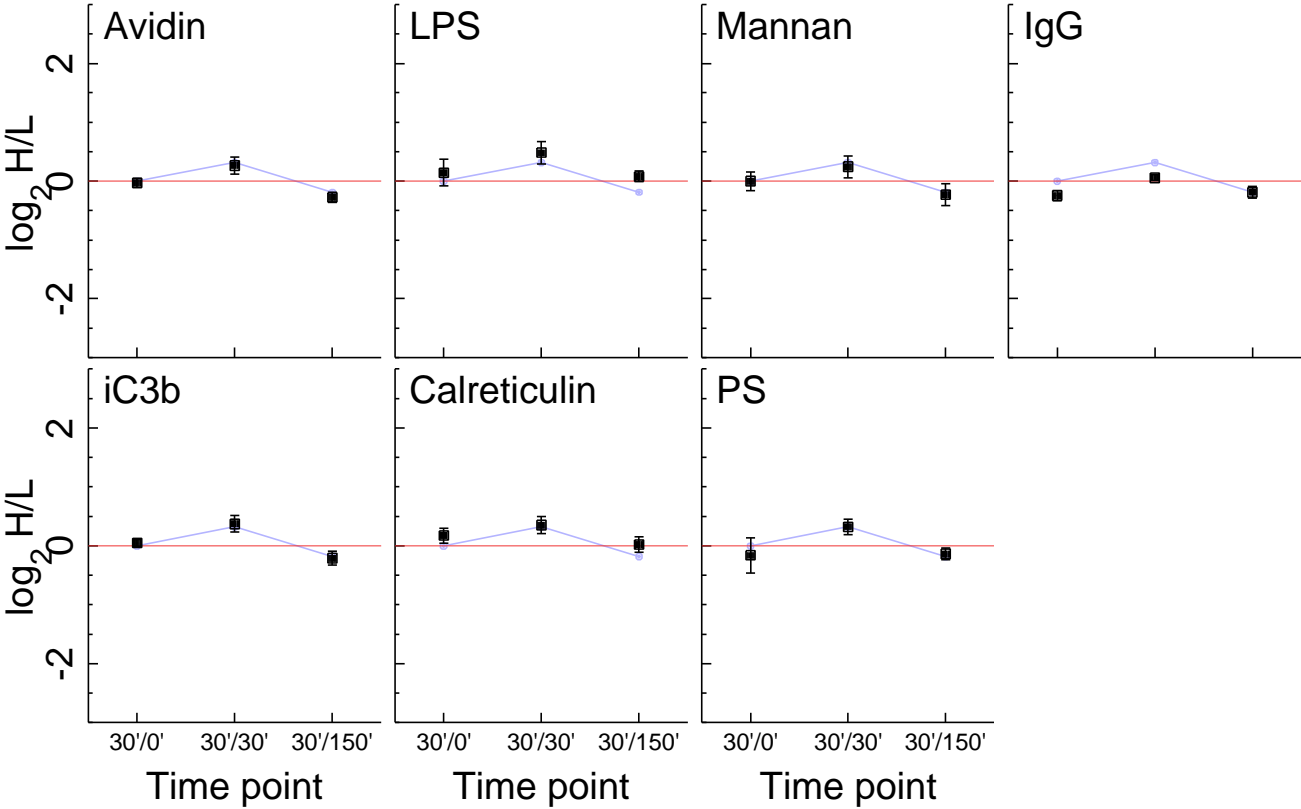 Avidin LPS Mannan IgG
2
0
-2
log₂ H/L
iC3b Calreticulin PS
2
0
-2
log₂ H/L
30'/0' 30'/30' 30'/150' 30'/0' 30'/30' 30'/150' 30'/0' 30'/30' 30'/150'
Time point Time point Time point